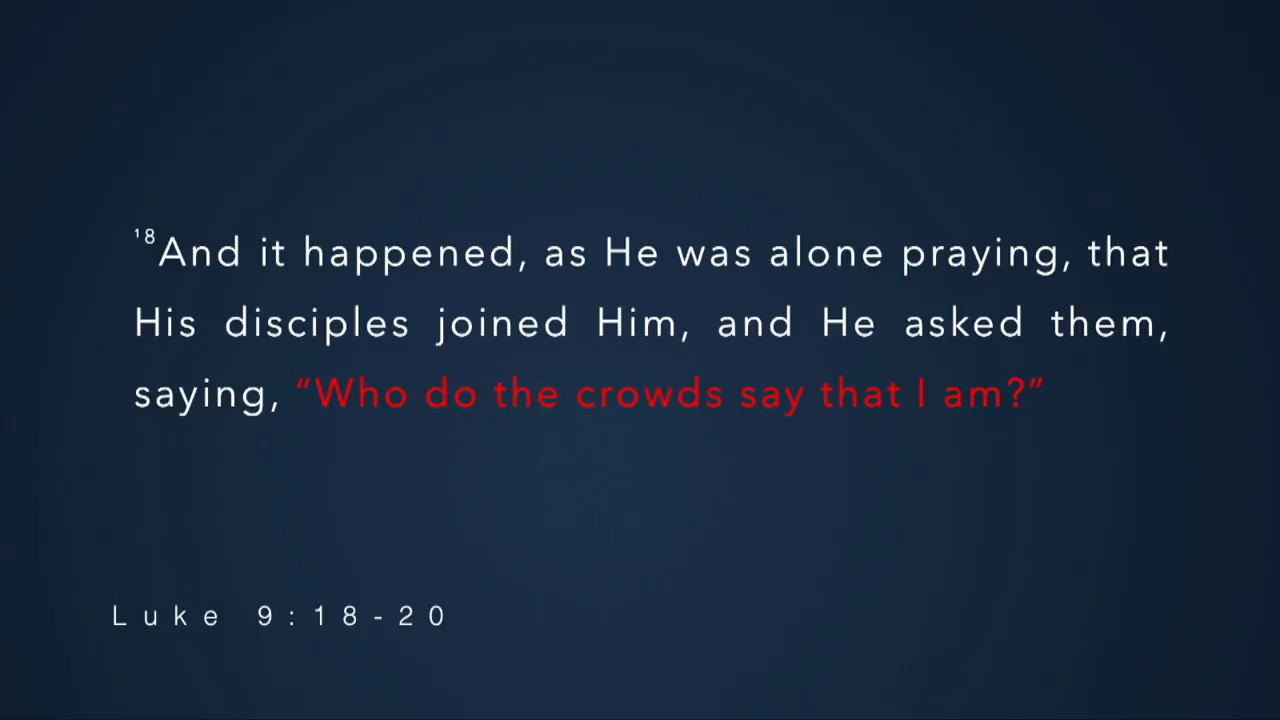 ¹⁸And it happened, as He was alone praying, that
His disciples joined Him, and He asked them,
saying, “Who do the crowds say that I am?”
Luke 9:18-20